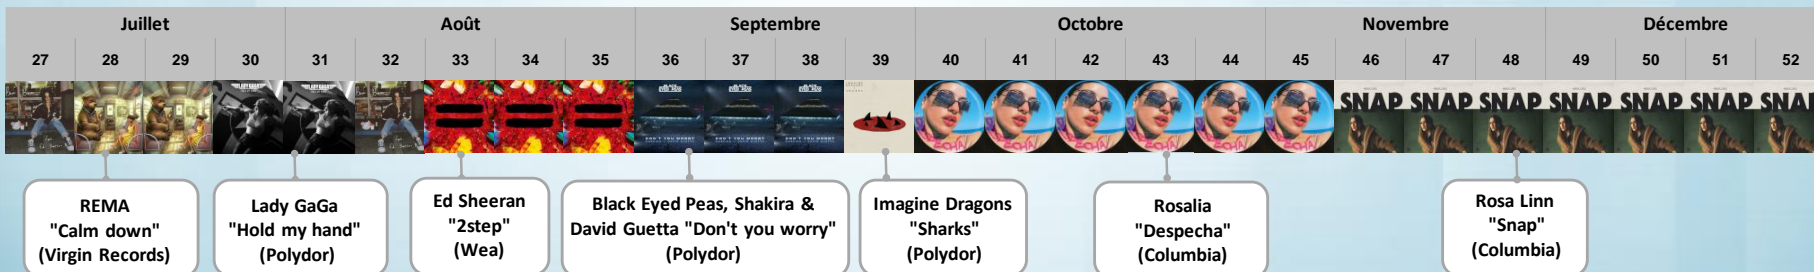 Juillet Août Septembre Octobre Novembre Décembre
27 28 29 30 31 32 33 34 35 36 37 38 39 40 41 42 43 44 45 46 47 48 49 50 51 52
SNAP SNAP SNAP SNAP SNAP SNAP SNAP
REMA
"Calm down"
(Virgin Records)
Lady GaGa
"Hold my hand"
(Polydor)
Ed Sheeran
"2step"
(Wea)
Black Eyed Peas, Shakira &
David Guetta "Don't you worry"
(Polydor)
Imagine Dragons
"Sharks"
(Polydor)
Rosalia
"Despecha"
(Columbia)
Rosa Linn
"Snap"
(Columbia)